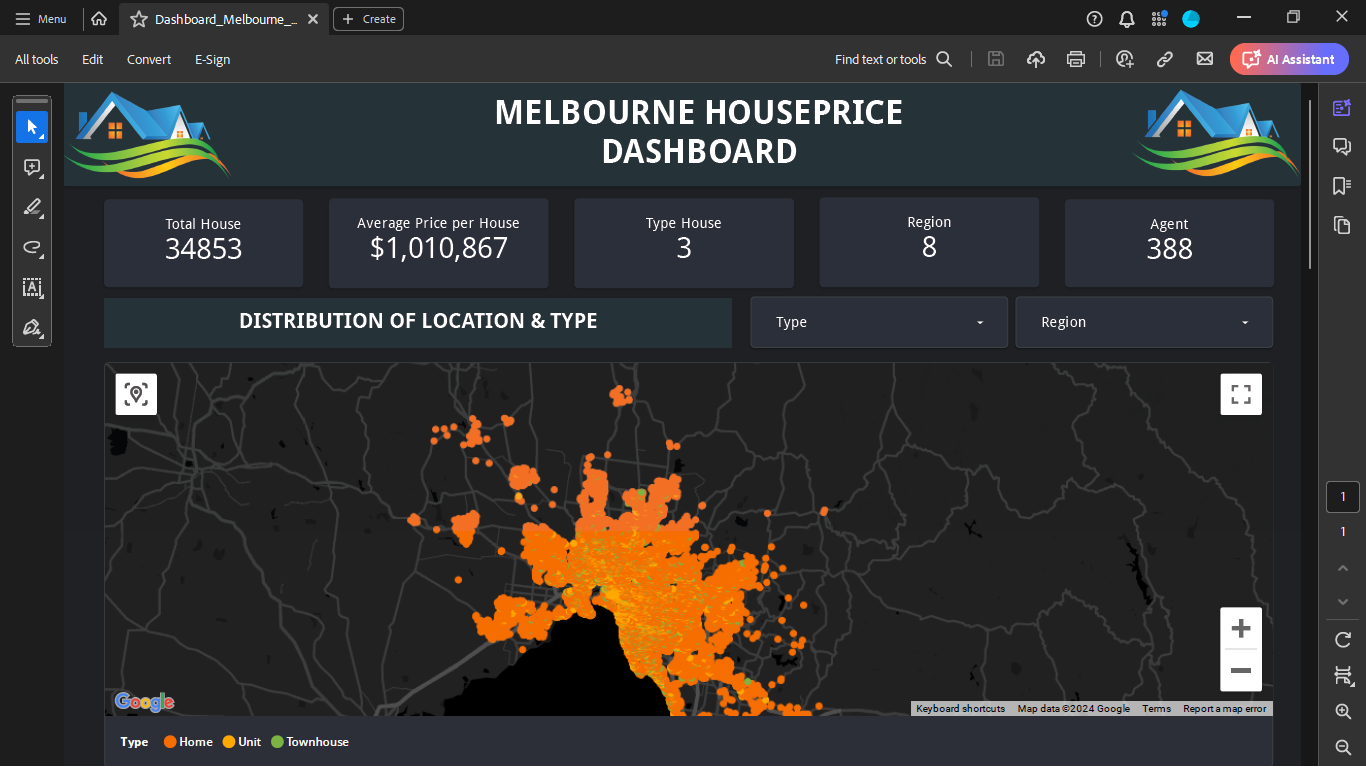 Menu
Dashboard_Melbourne_...
Create
All tools
Edit
Convert
E-Sign
Find text or tools
AI Assistant
MELBOURNE HOUSEPRICE
DASHBOARD
Total House
34853
Average Price per House
$1,010,867
Type House
3
Region
8
Agent
388
DISTRIBUTION OF LOCATION & TYPE
Type
Region
1
1
Google
Keyboard shortcuts
Map data ©2024 Google
Terms
Report a map error
Type
Home
Unit
Townhouse